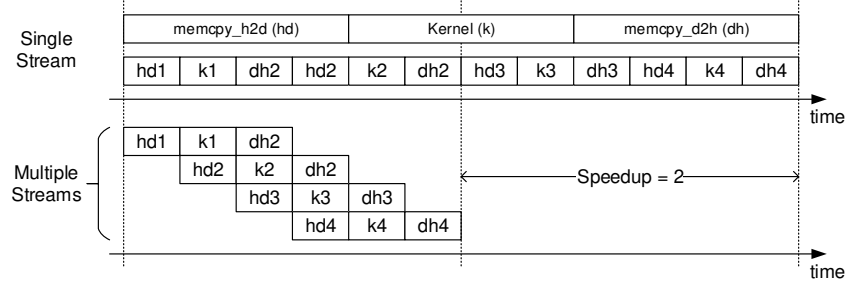 memcpy_h2d (hd) Kernel (k) memcpy_d2h (dh)
Single
Stream
hd1 k1 dh2 hd2 k2 dh2 hd3 k3 dh3 hd4 k4 dh4
time
hd1 k1 dh2
hd2 k2 dh2
Multiple
Streams
Speedup = 2
hd3 k3 dh3
hd4 k4 dh4
time